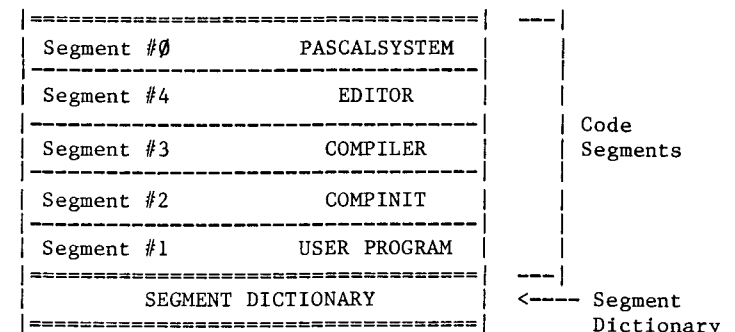 Segment #0 PASCALSYSTEM
Segment #4 EDITOR
Code
Segment #3 COMPILER Segments
Segment #2 COMPINIT
Segment #1 USER PROGRAM
SEGMENT DICTIONARY <---- Segment
Dictionary